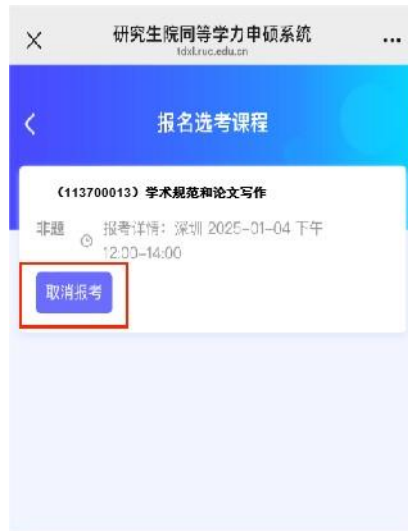 研究生院同等学力申硕系统
tdxl.ruc.edu.cn
报名选考课程
（113700013）学术规范和论文写作
非题 报考详情：深圳 2025-01-04 下午
12:00-14:00
取消报考